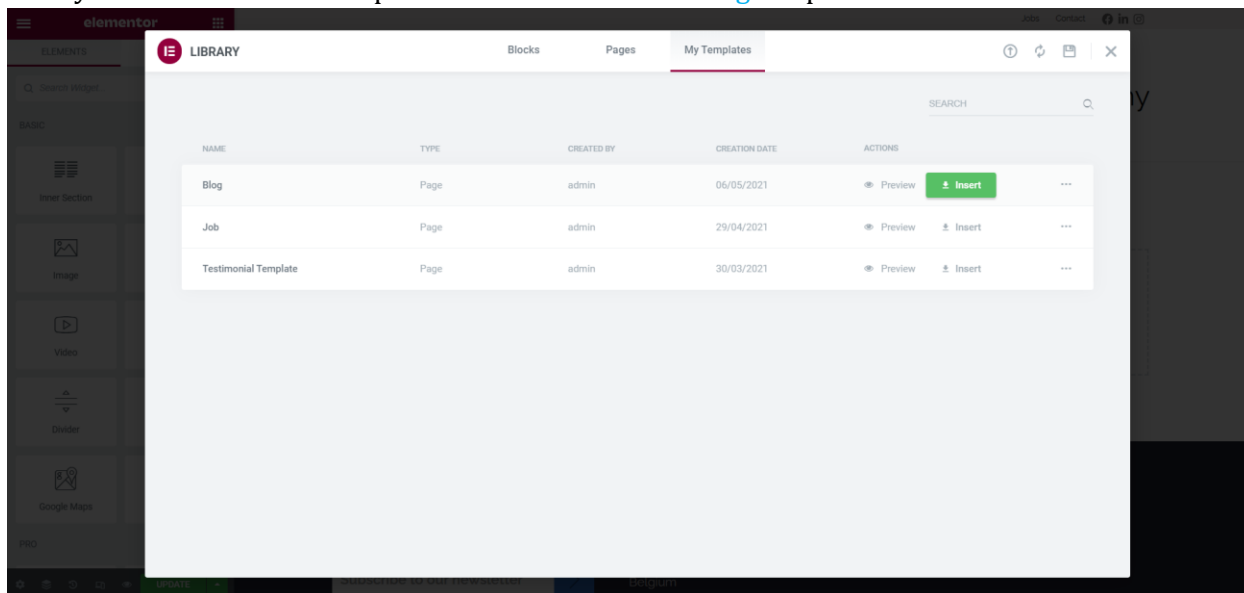 elementor
Jobs Contact
ELEMENTS
LIBRARY
Blocks Pages My Templates
Search Widget
SEARCH
BASIC
NAME TYPE CREATED BY CREATION DATE ACTIONS
Blog Page admin 06/05/2021 Preview Insert
Inner Section
Job Page admin 29/04/2021 Preview Insert
Testimonial Template Page admin 30/03/2021 Preview Insert
Image
Video
Divider
Google Maps
PRO
UPDATE
Subscribe to our newsletter
Belgium